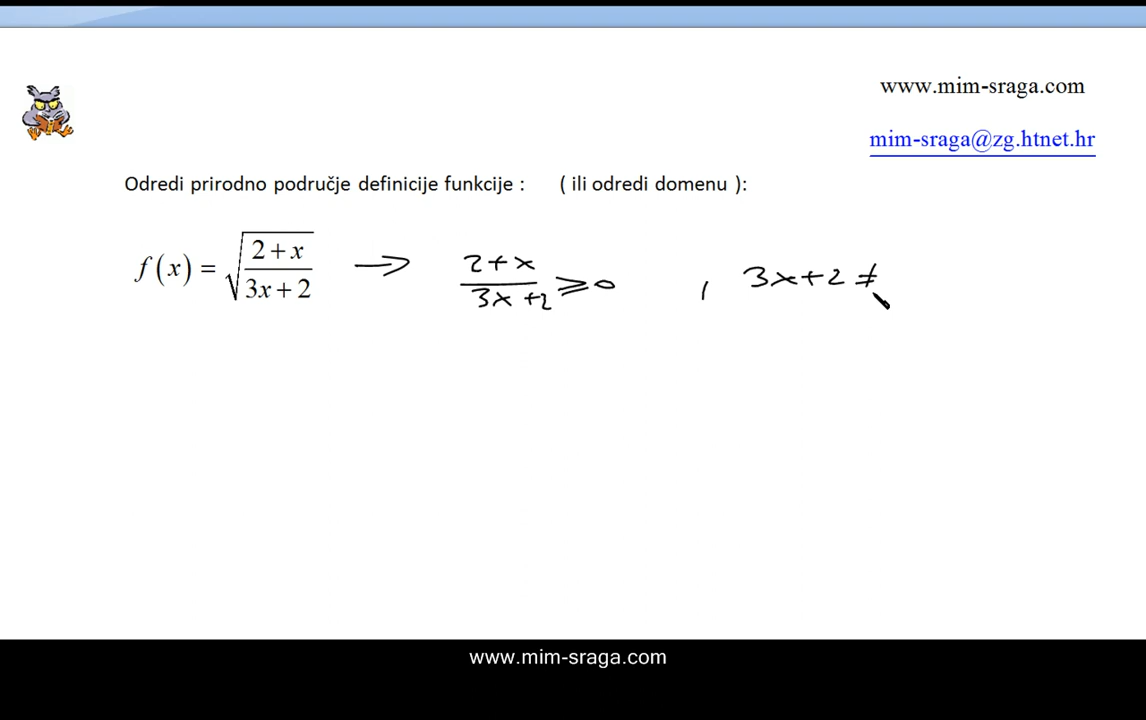 www.mim-sraga.com
mim-sraga@zg.htnet.hr
Odredi prirodno područje definicije funkcije : ( ili odredi domenu ):
f(x) = √((2+x)/(3x+2)) → (2+x)/(3x+2) ≥ 0 , 3x+2 ≠
www.mim-sraga.com